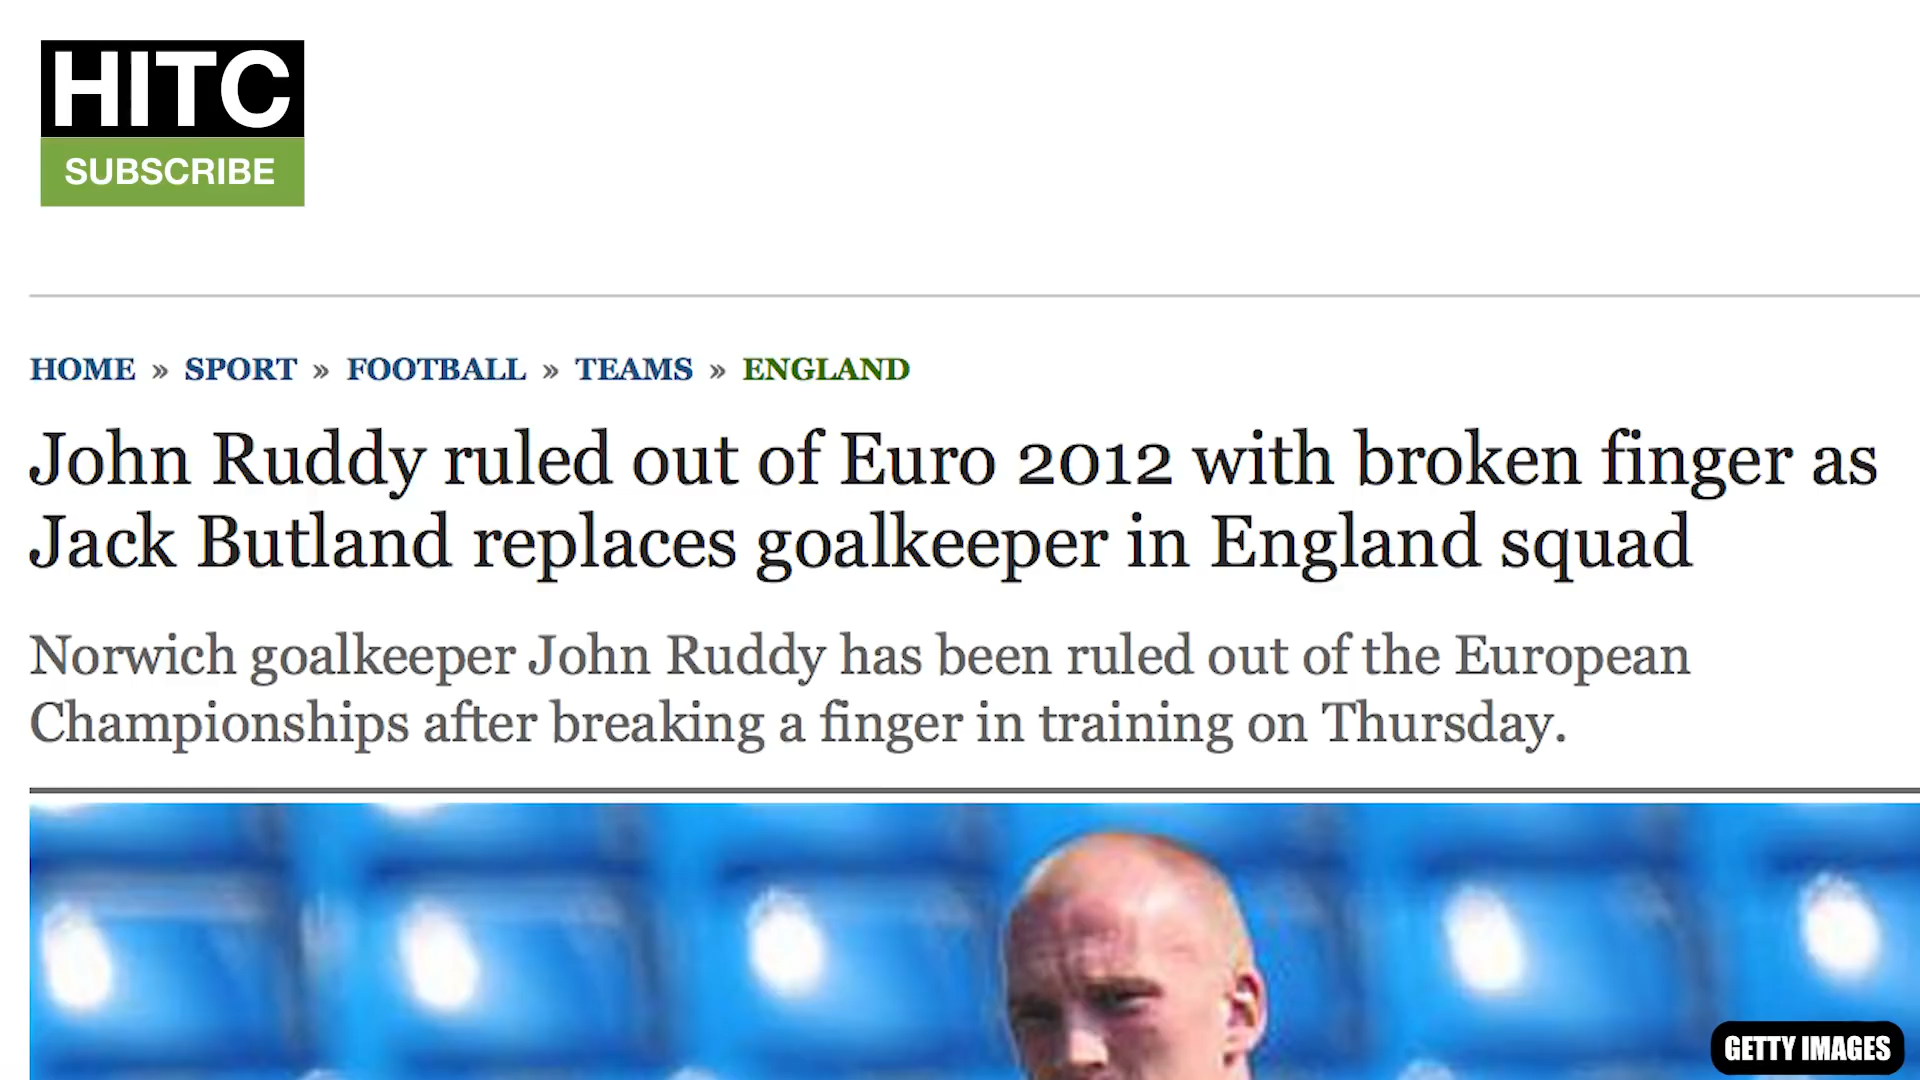 HITC
SUBSCRIBE
HOME » SPORT » FOOTBALL » TEAMS » ENGLAND
John Ruddy ruled out of Euro 2012 with broken finger as
Jack Butland replaces goalkeeper in England squad
Norwich goalkeeper John Ruddy has been ruled out of the European
Championships after breaking a finger in training on Thursday.
GETTY IMAGES